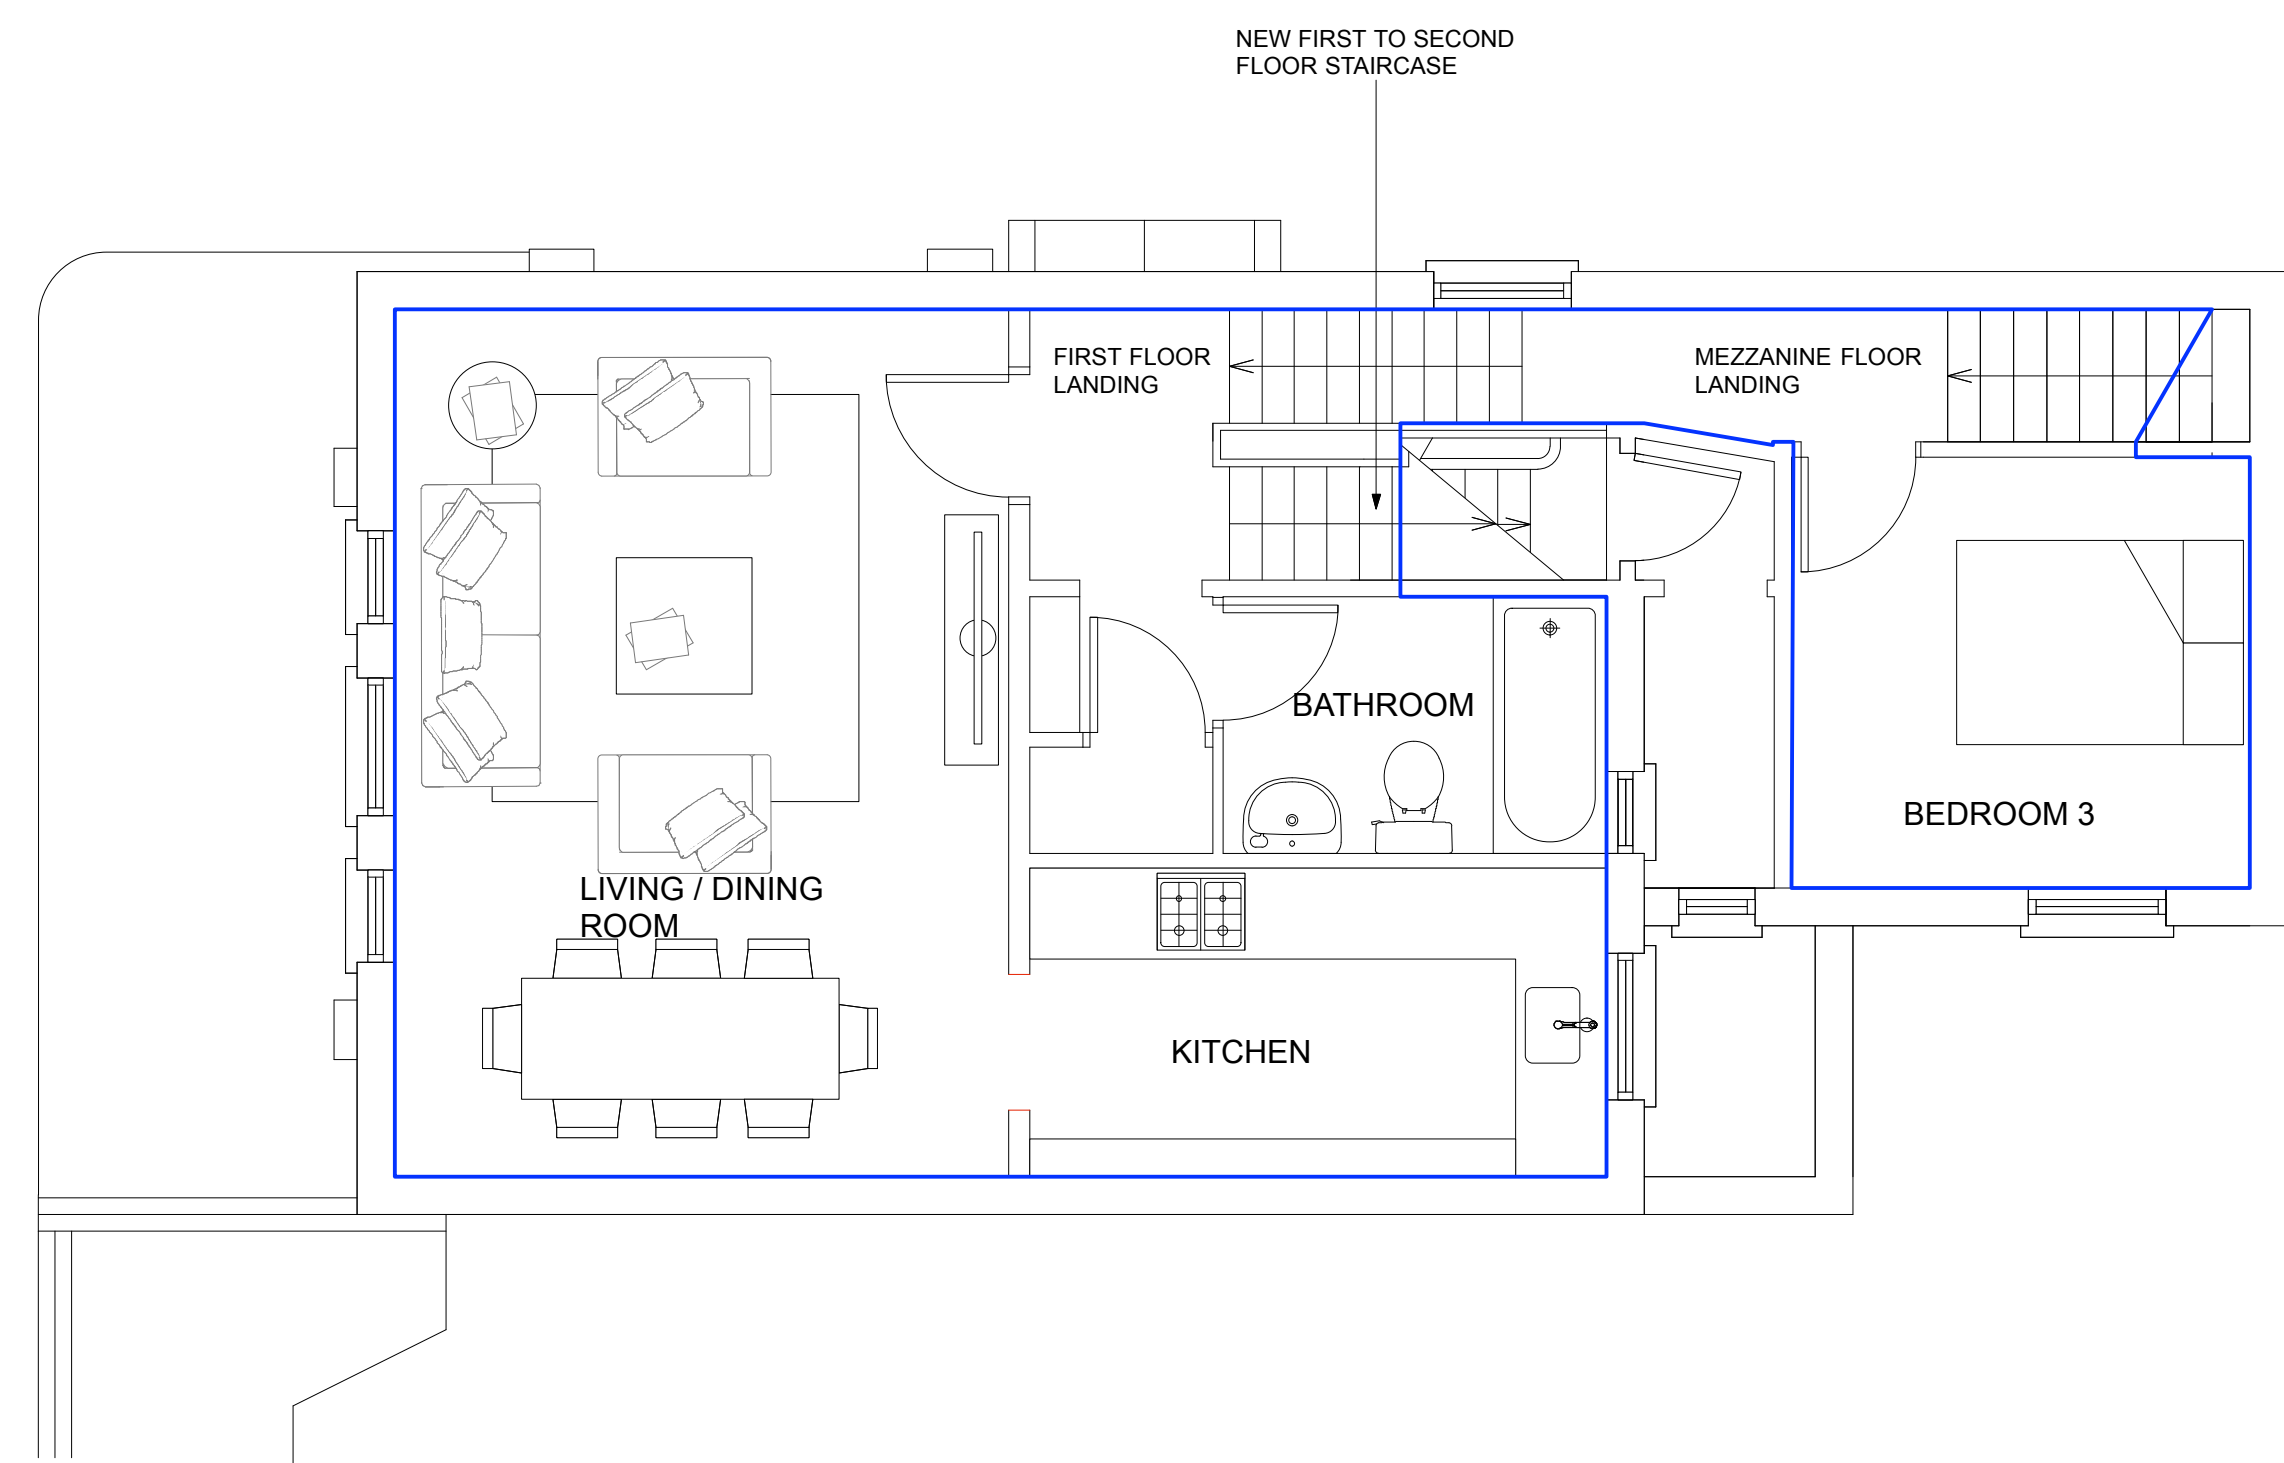 NEW FIRST TO SECOND
FLOOR STAIRCASE
FIRST FLOOR
LANDING
MEZZANINE FLOOR
LANDING
BATHROOM
BEDROOM 3
LIVING / DINING
ROOM
KITCHEN